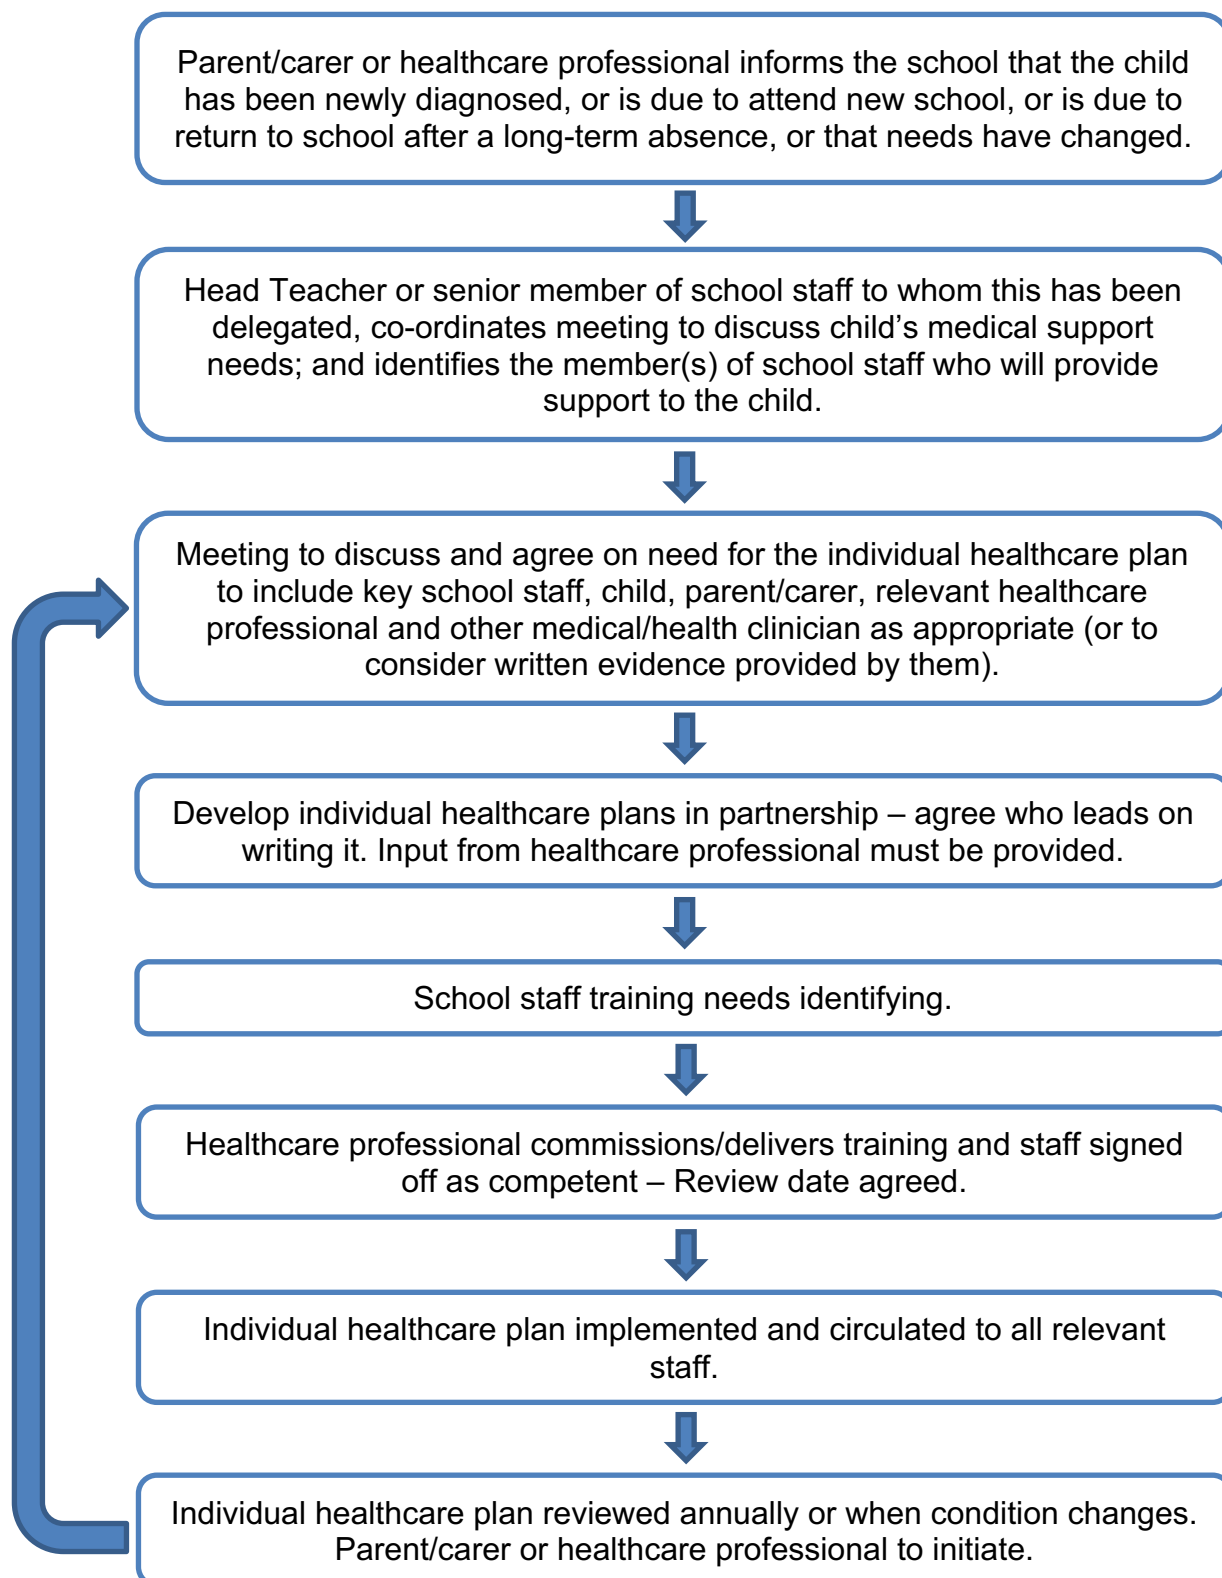 Parent/carer or healthcare professional informs the school that the child
has been newly diagnosed, or is due to attend new school, or is due to
return to school after a long-term absence, or that needs have changed.
Head Teacher or senior member of school staff to whom this has been
delegated, co-ordinates meeting to discuss child’s medical support
needs; and identifies the member(s) of school staff who will provide
support to the child.
Meeting to discuss and agree on need for the individual healthcare plan
to include key school staff, child, parent/carer, relevant healthcare
professional and other medical/health clinician as appropriate (or to
consider written evidence provided by them).
Develop individual healthcare plans in partnership – agree who leads on
writing it. Input from healthcare professional must be provided.
School staff training needs identifying.
Healthcare professional commissions/delivers training and staff signed
off as competent – Review date agreed.
Individual healthcare plan implemented and circulated to all relevant
staff.
Individual healthcare plan reviewed annually or when condition changes.
Parent/carer or healthcare professional to initiate.